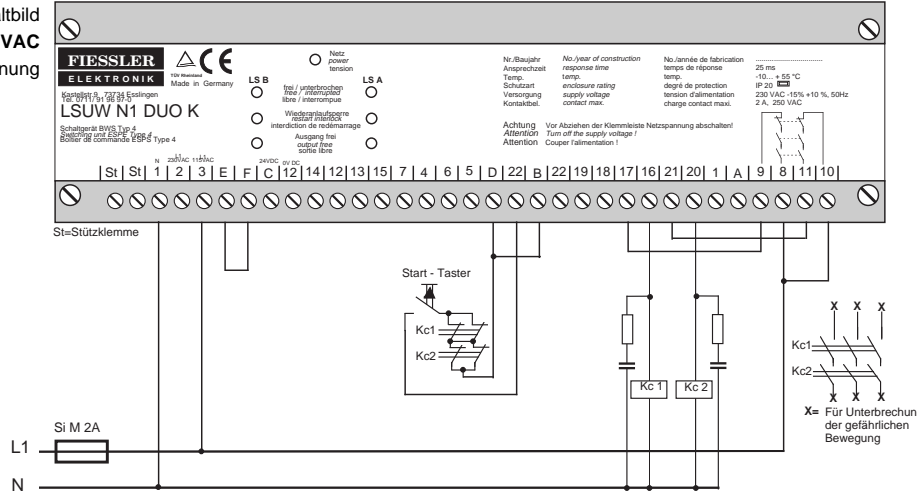 ltbild
VAC
nung
FIESSLER
ELEKTRONIK
TÜV Rheinland
Made in Germany
Kastellstr.9 73734 Esslingen
Tel. 0711/ 91 96 97-0
LSUW N1 DUO K
Schaltgerät BWS Typ 4
Switching unit ESPE Type 4
Boîtier de commande ESPS Type 4
Netz
power
tension
LS B
LS A
frei / unterbrochen
free / interrupted
libre / interrompue
Wiederanlaufsperre
restart interlock
interdiction de redémarrage
Ausgang frei
output free
sortie libre
Nr./Baujahr No./year of construction No./année de fabrication ........................
Ansprechzeit response time temps de réponse 25 ms
Temp. temp. temp. -10... + 55 °C
Schutzart enclosure rating degré de protection IP 20
Versorgung supply voltage tension d'alimentation 230 VAC -15% +10 %, 50Hz
Kontaktbel. contact max. charge contact maxi. 2 A, 250 VAC
Achtung Vor Abziehen der Klemmleiste Netzspannung abschalten!
Attention Turn off the supply voltage !
Attention Couper l'alimentation !
N L1 230VAC 115VAC 24VDC 0V DC
St St 1 2 3 E F C 12 14 12 13 15 7 4 6 5 D 22 B 22 19 18 17 16 21 20 1 A 9 8 11 10
St=Stützklemme
Start - Taster
Kc1
Kc2
Kc 1
Kc 2
X X X
Kc1
Kc2
X X X
X= Für Unterbrechun
der gefährlichen
Bewegung
Si M 2A
L1
N